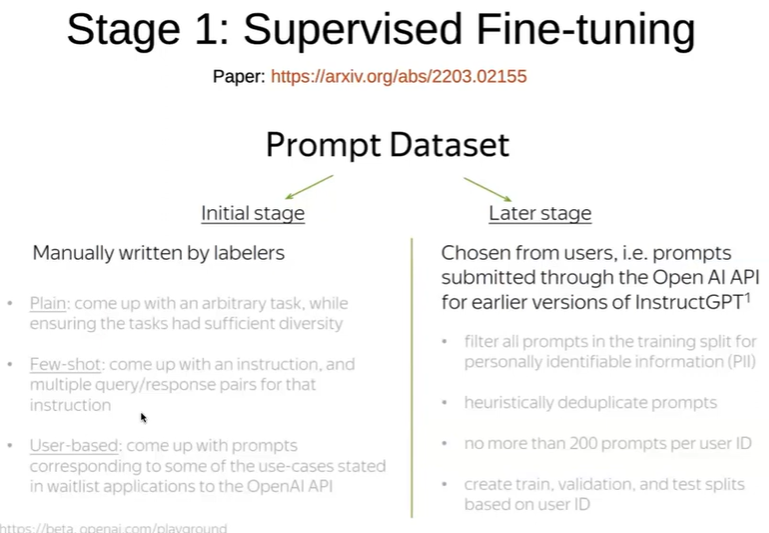 Stage 1: Supervised Fine-tuning
Paper: https://arxiv.org/abs/2203.02155
Prompt Dataset
Initial stage
Manually written by labelers
• Plain: come up with an arbitrary task, while
ensuring the tasks had sufficient diversity
• Few-shot: come up with an instruction, and
multiple query/response pairs for that
instruction
• User-based: come up with prompts
corresponding to some of the use-cases stated
in waitlist applications to the OpenAI API
Later stage
Chosen from users, i.e. prompts
submitted through the Open AI API
for earlier versions of InstructGPT¹
• filter all prompts in the training split for
personally identifiable information (PII)
• heuristically deduplicate prompts
• no more than 200 prompts per user ID
• create train, validation, and test splits
based on user ID
https://beta.openai.com/playground